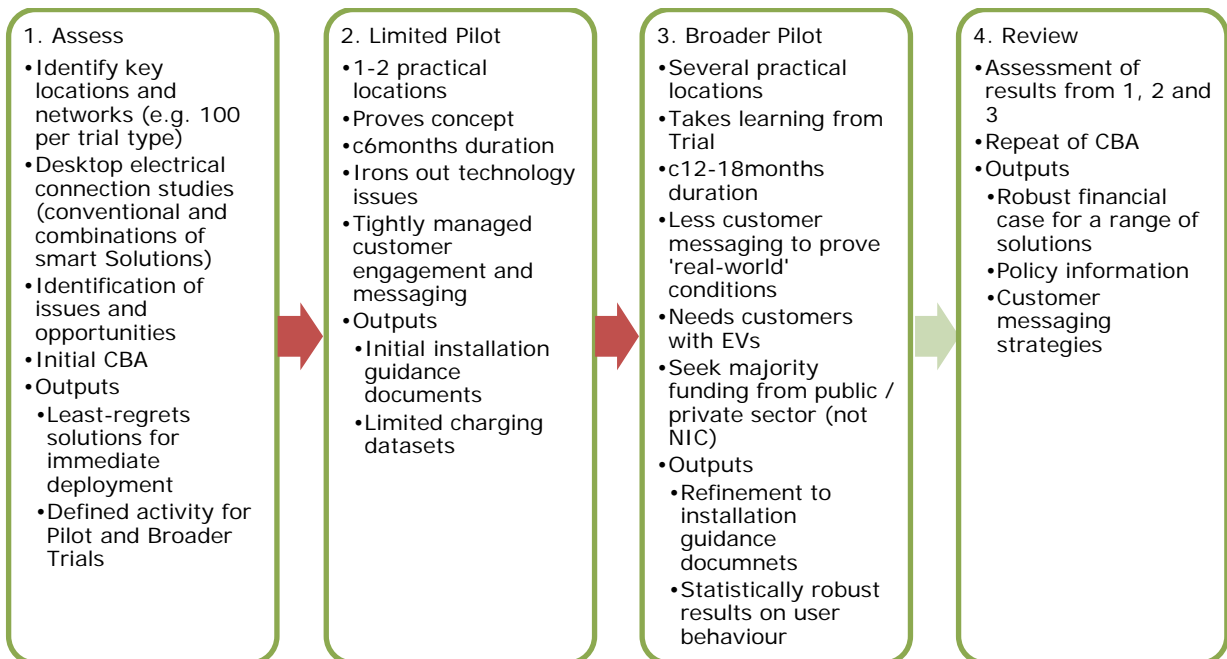 1. Assess
•Identify key
locations and
networks (e.g. 100
per trial type)
•Desktop electrical
connection studies
(conventional and
combinations of
smart Solutions)
•Identification of
issues and
opportunities
•Initial CBA
•Outputs
•Least-regrets
solutions for
immediate
deployment
•Defined activity for
Pilot and Broader
Trials
2. Limited Pilot
•1-2 practical
locations
•Proves concept
•c6months duration
•Irons out technology
issues
•Tightly managed
customer
engagement and
messaging
•Outputs
•Initial installation
guidance
documents
•Limited charging
datasets
3. Broader Pilot
•Several practical
locations
•Takes learning from
Trial
•c12-18months
duration
•Less customer
messaging to prove
'real-world'
conditions
•Needs customers
with EVs
•Seek majority
funding from public /
private sector (not
NIC)
•Outputs
•Refinement to
installation
guidance
documnets
•Statistically robust
results on user
behaviour
4. Review
•Assessment of
results from 1, 2 and
3
•Repeat of CBA
•Outputs
•Robust financial
case for a range of
solutions
•Policy information
•Customer
messaging
strategies